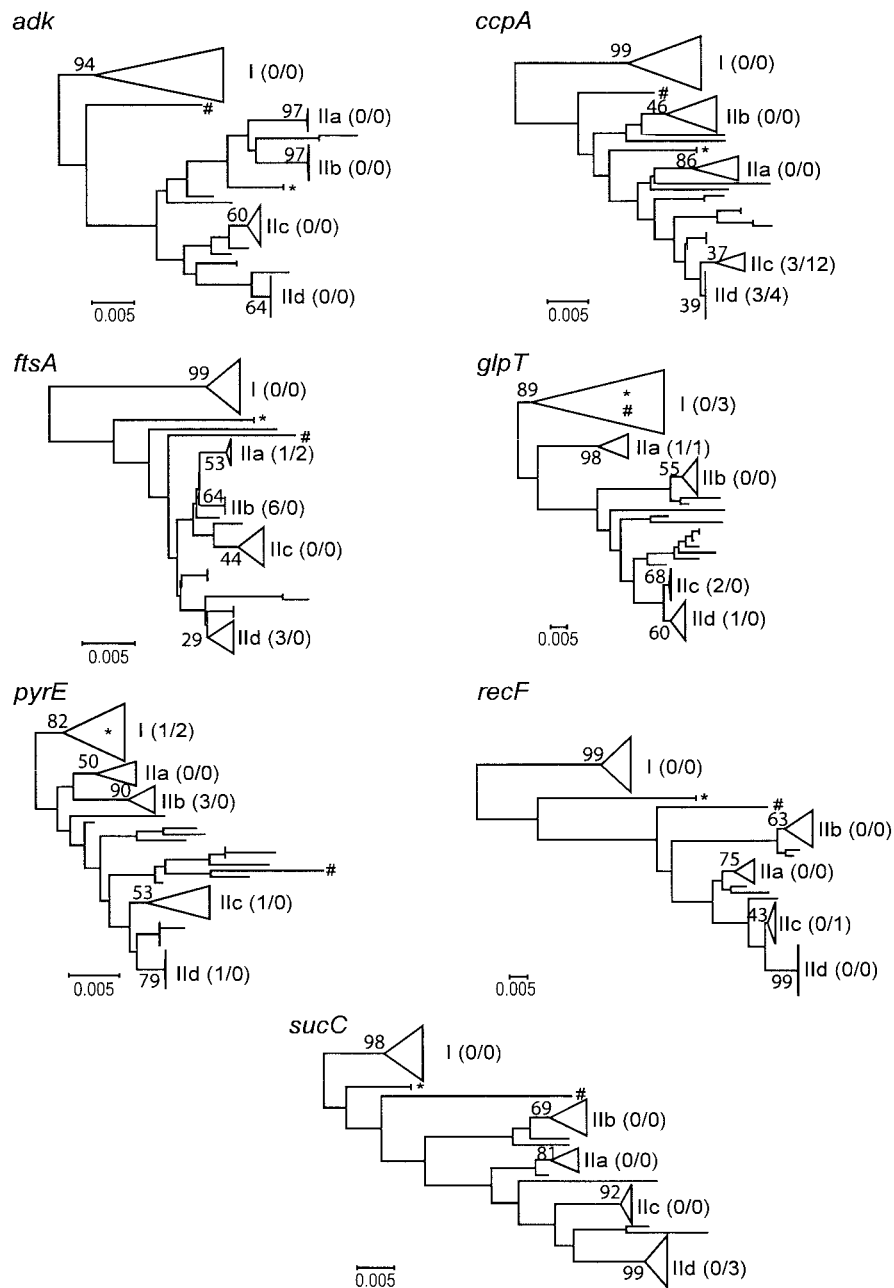 adk
94
I (0/0)
#
97
IIa (0/0)
97
IIb (0/0)
*
60
IIc (0/0)
IId (0/0)
64
0.005
ccpA
99
I (0/0)
#
46
IIb (0/0)
*
86
IIa (0/0)
37
IIc (3/12)
IId (3/4)
39
0.005
ftsA
99
I (0/0)
*
#
IIa (1/2)
53
64
IIb (6/0)
IIc (0/0)
44
IId (3/0)
29
0.005
glpT
89
*
#
I (0/3)
IIa (1/1)
98
55
IIb (0/0)
68
IIc (2/0)
IId (1/0)
60
0.005
pyrE
82
*
I (1/2)
50
IIa (0/0)
90
IIb (3/0)
#
53
IIc (1/0)
IId (1/0)
79
0.005
recF
99
I (0/0)
*
#
63
IIb (0/0)
75
IIa (0/0)
43
IIc (0/1)
IId (0/0)
99
0.005
sucC
98
I (0/0)
*
#
69
IIb (0/0)
81
IIa (0/0)
92
IIc (0/0)
IId (0/3)
99
0.005